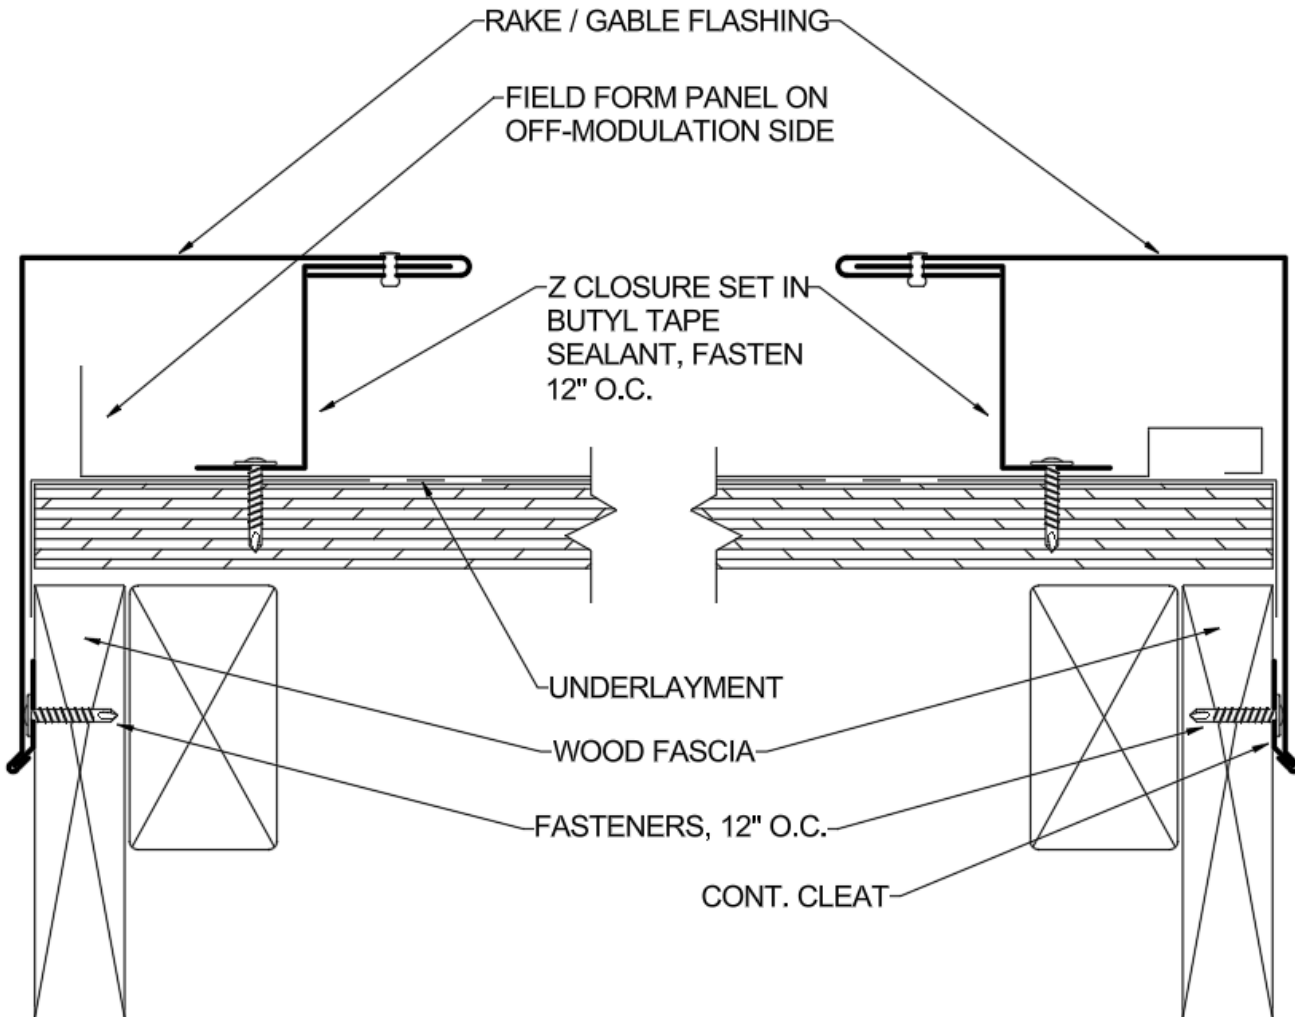 RAKE / GABLE FLASHING
FIELD FORM PANEL ON
OFF-MODULATION SIDE
Z CLOSURE SET IN
BUTYL TAPE
SEALANT, FASTEN
12" O.C.
UNDERLAYMENT
WOOD FASCIA
FASTENERS, 12" O.C.
CONT. CLEAT